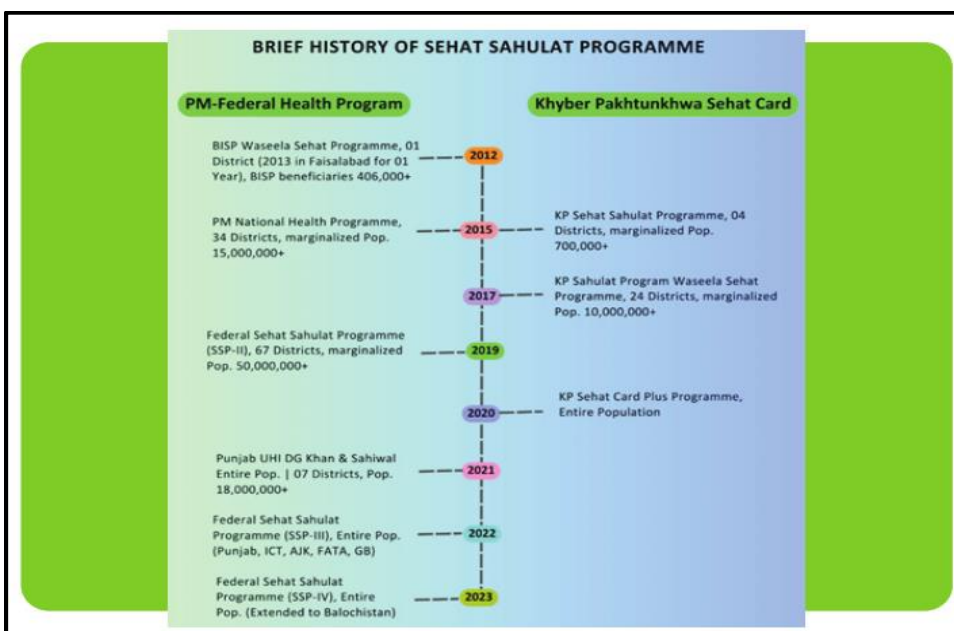 BRIEF HISTORY OF SEHAT SAHULAT PROGRAMME
PM-Federal Health Program
Khyber Pakhtunkhwa Sehat Card
BISP Waseela Sehat Programme, 01
District (2013 in Faisalabad for 01
Year), BISP beneficiaries 406,000+
2012
PM National Health Programme,
34 Districts, marginalized Pop.
15,000,000+
2015
KP Sehat Sahulat Programme, 04
Districts, marginalized Pop.
700,000+
2017
KP Sahulat Program Waseela Sehat
Programme, 24 Districts, marginalized
Pop. 10,000,000+
Federal Sehat Sahulat Programme
(SSP-II), 67 Districts, marginalized
Pop. 50,000,000+
2019
2020
KP Sehat Card Plus Programme,
Entire Population
Punjab UHI DG Khan & Sahiwal
Entire Pop. | 07 Districts, Pop.
18,000,000+
2021
Federal Sehat Sahulat
Programme (SSP-III), Entire Pop.
(Punjab, ICT, AJK, FATA, GB)
2022
Federal Sehat Sahulat
Programme (SSP-IV), Entire
Pop. (Extended to Balochistan)
2023